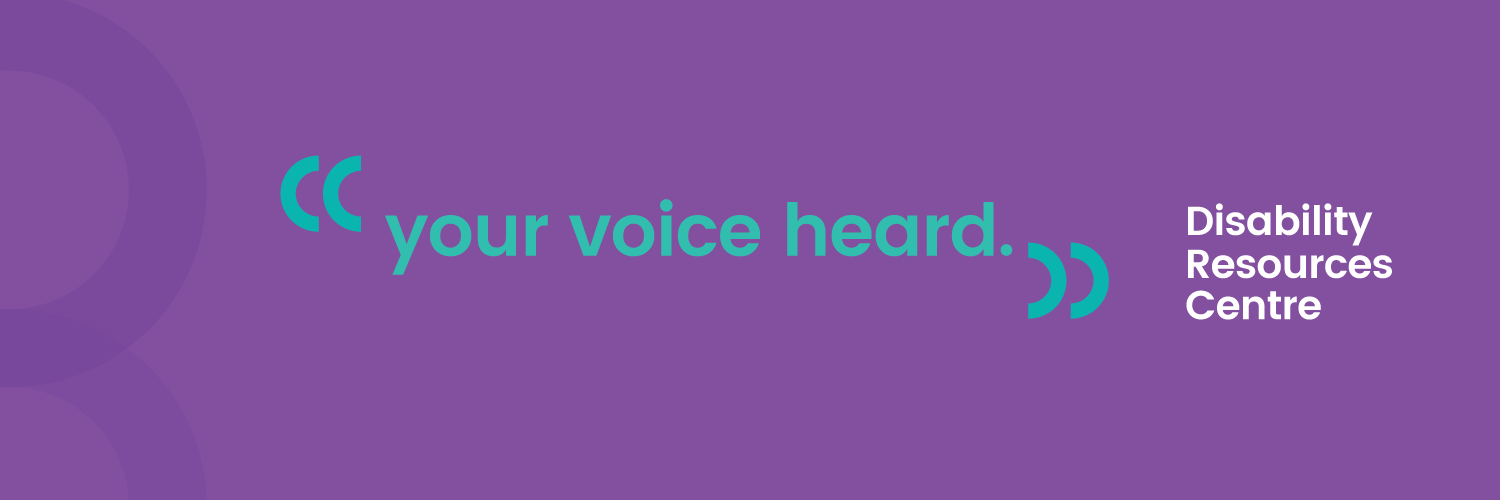 “your voice heard.”
Disability
Resources
Centre